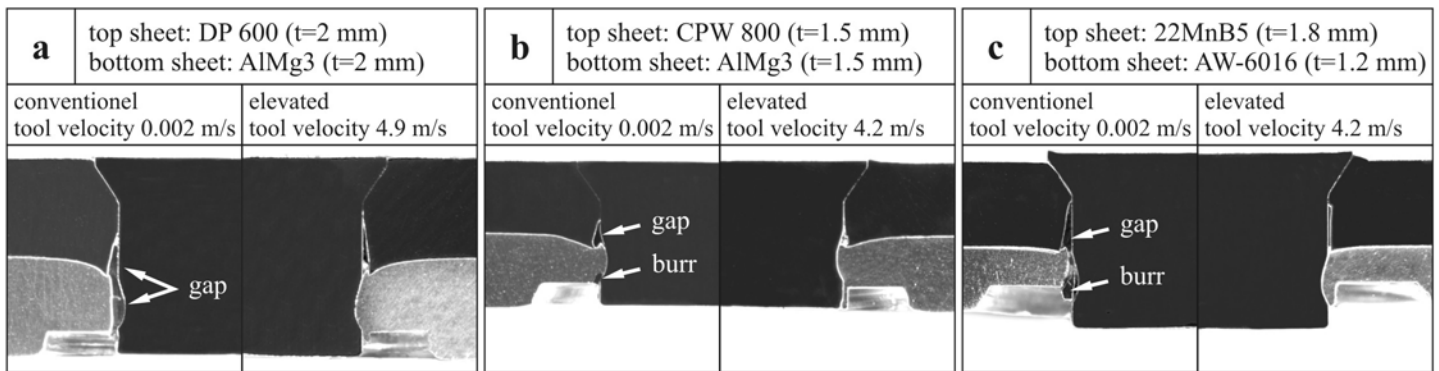 a
top sheet: DP 600 (t=2 mm)
bottom sheet: AlMg3 (t=2 mm)
conventionel
tool velocity 0.002 m/s
elevated
tool velocity 4.9 m/s
gap
b
top sheet: CPW 800 (t=1.5 mm)
bottom sheet: AlMg3 (t=1.5 mm)
conventionel
tool velocity 0.002 m/s
elevated
tool velocity 4.2 m/s
gap
burr
c
top sheet: 22MnB5 (t=1.8 mm)
bottom sheet: AW-6016 (t=1.2 mm)
conventionel
tool velocity 0.002 m/s
elevated
tool velocity 4.2 m/s
gap
burr